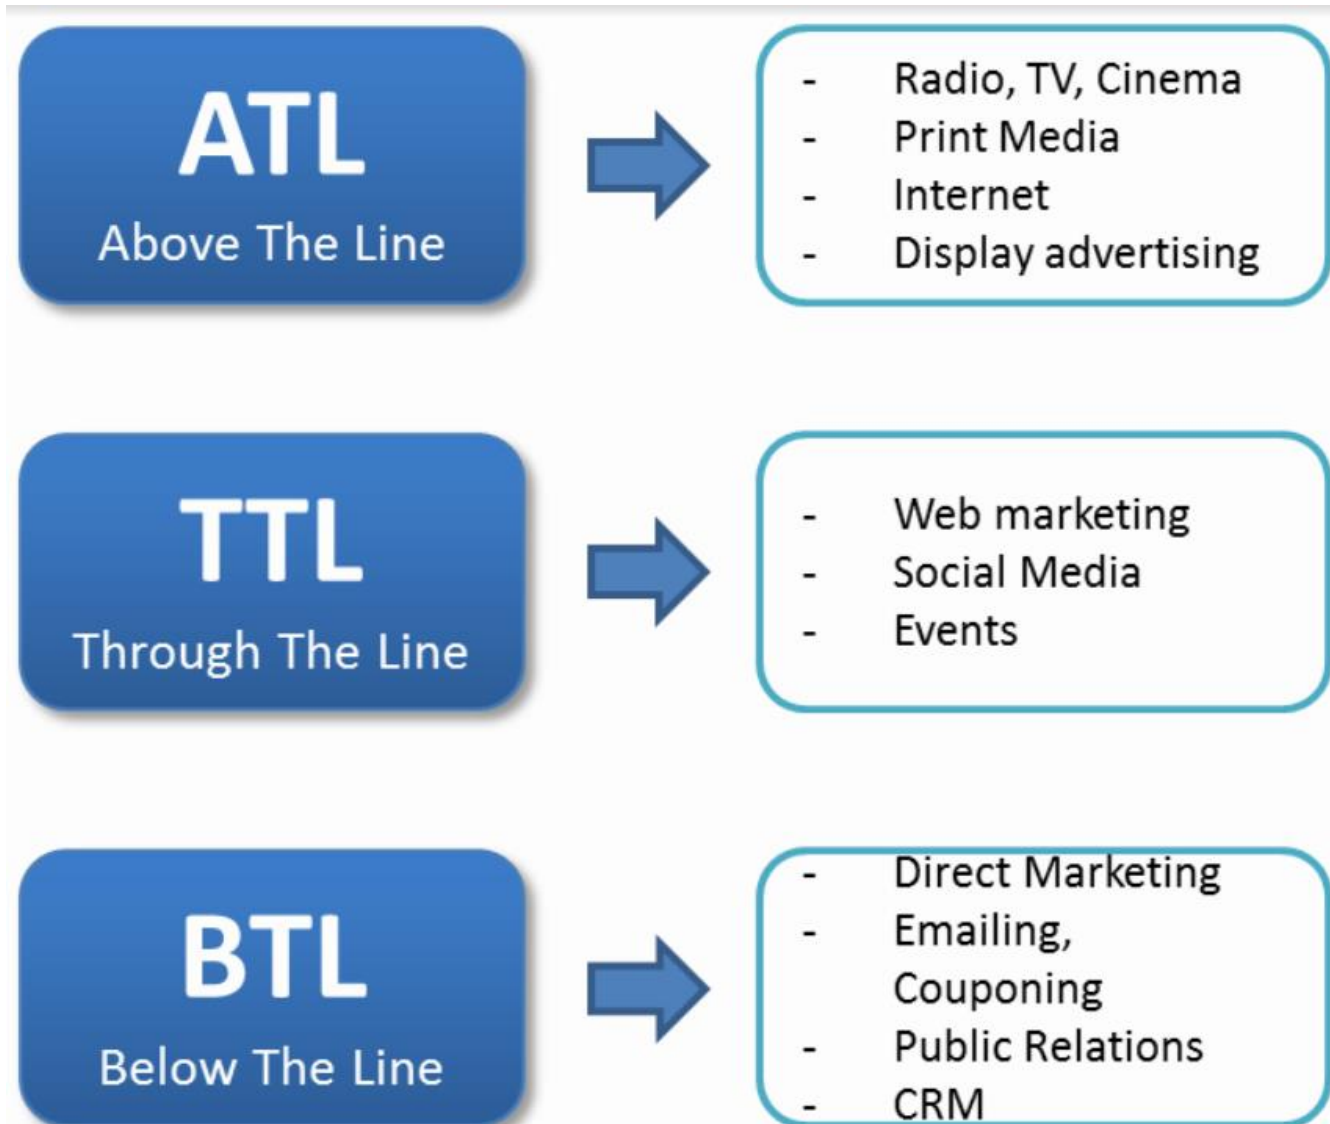 ATL
Above The Line
- Radio, TV, Cinema
- Print Media
- Internet
- Display advertising
TTL
Through The Line
- Web marketing
- Social Media
- Events
BTL
Below The Line
- Direct Marketing
- Emailing,
Couponing
- Public Relations
- CRM